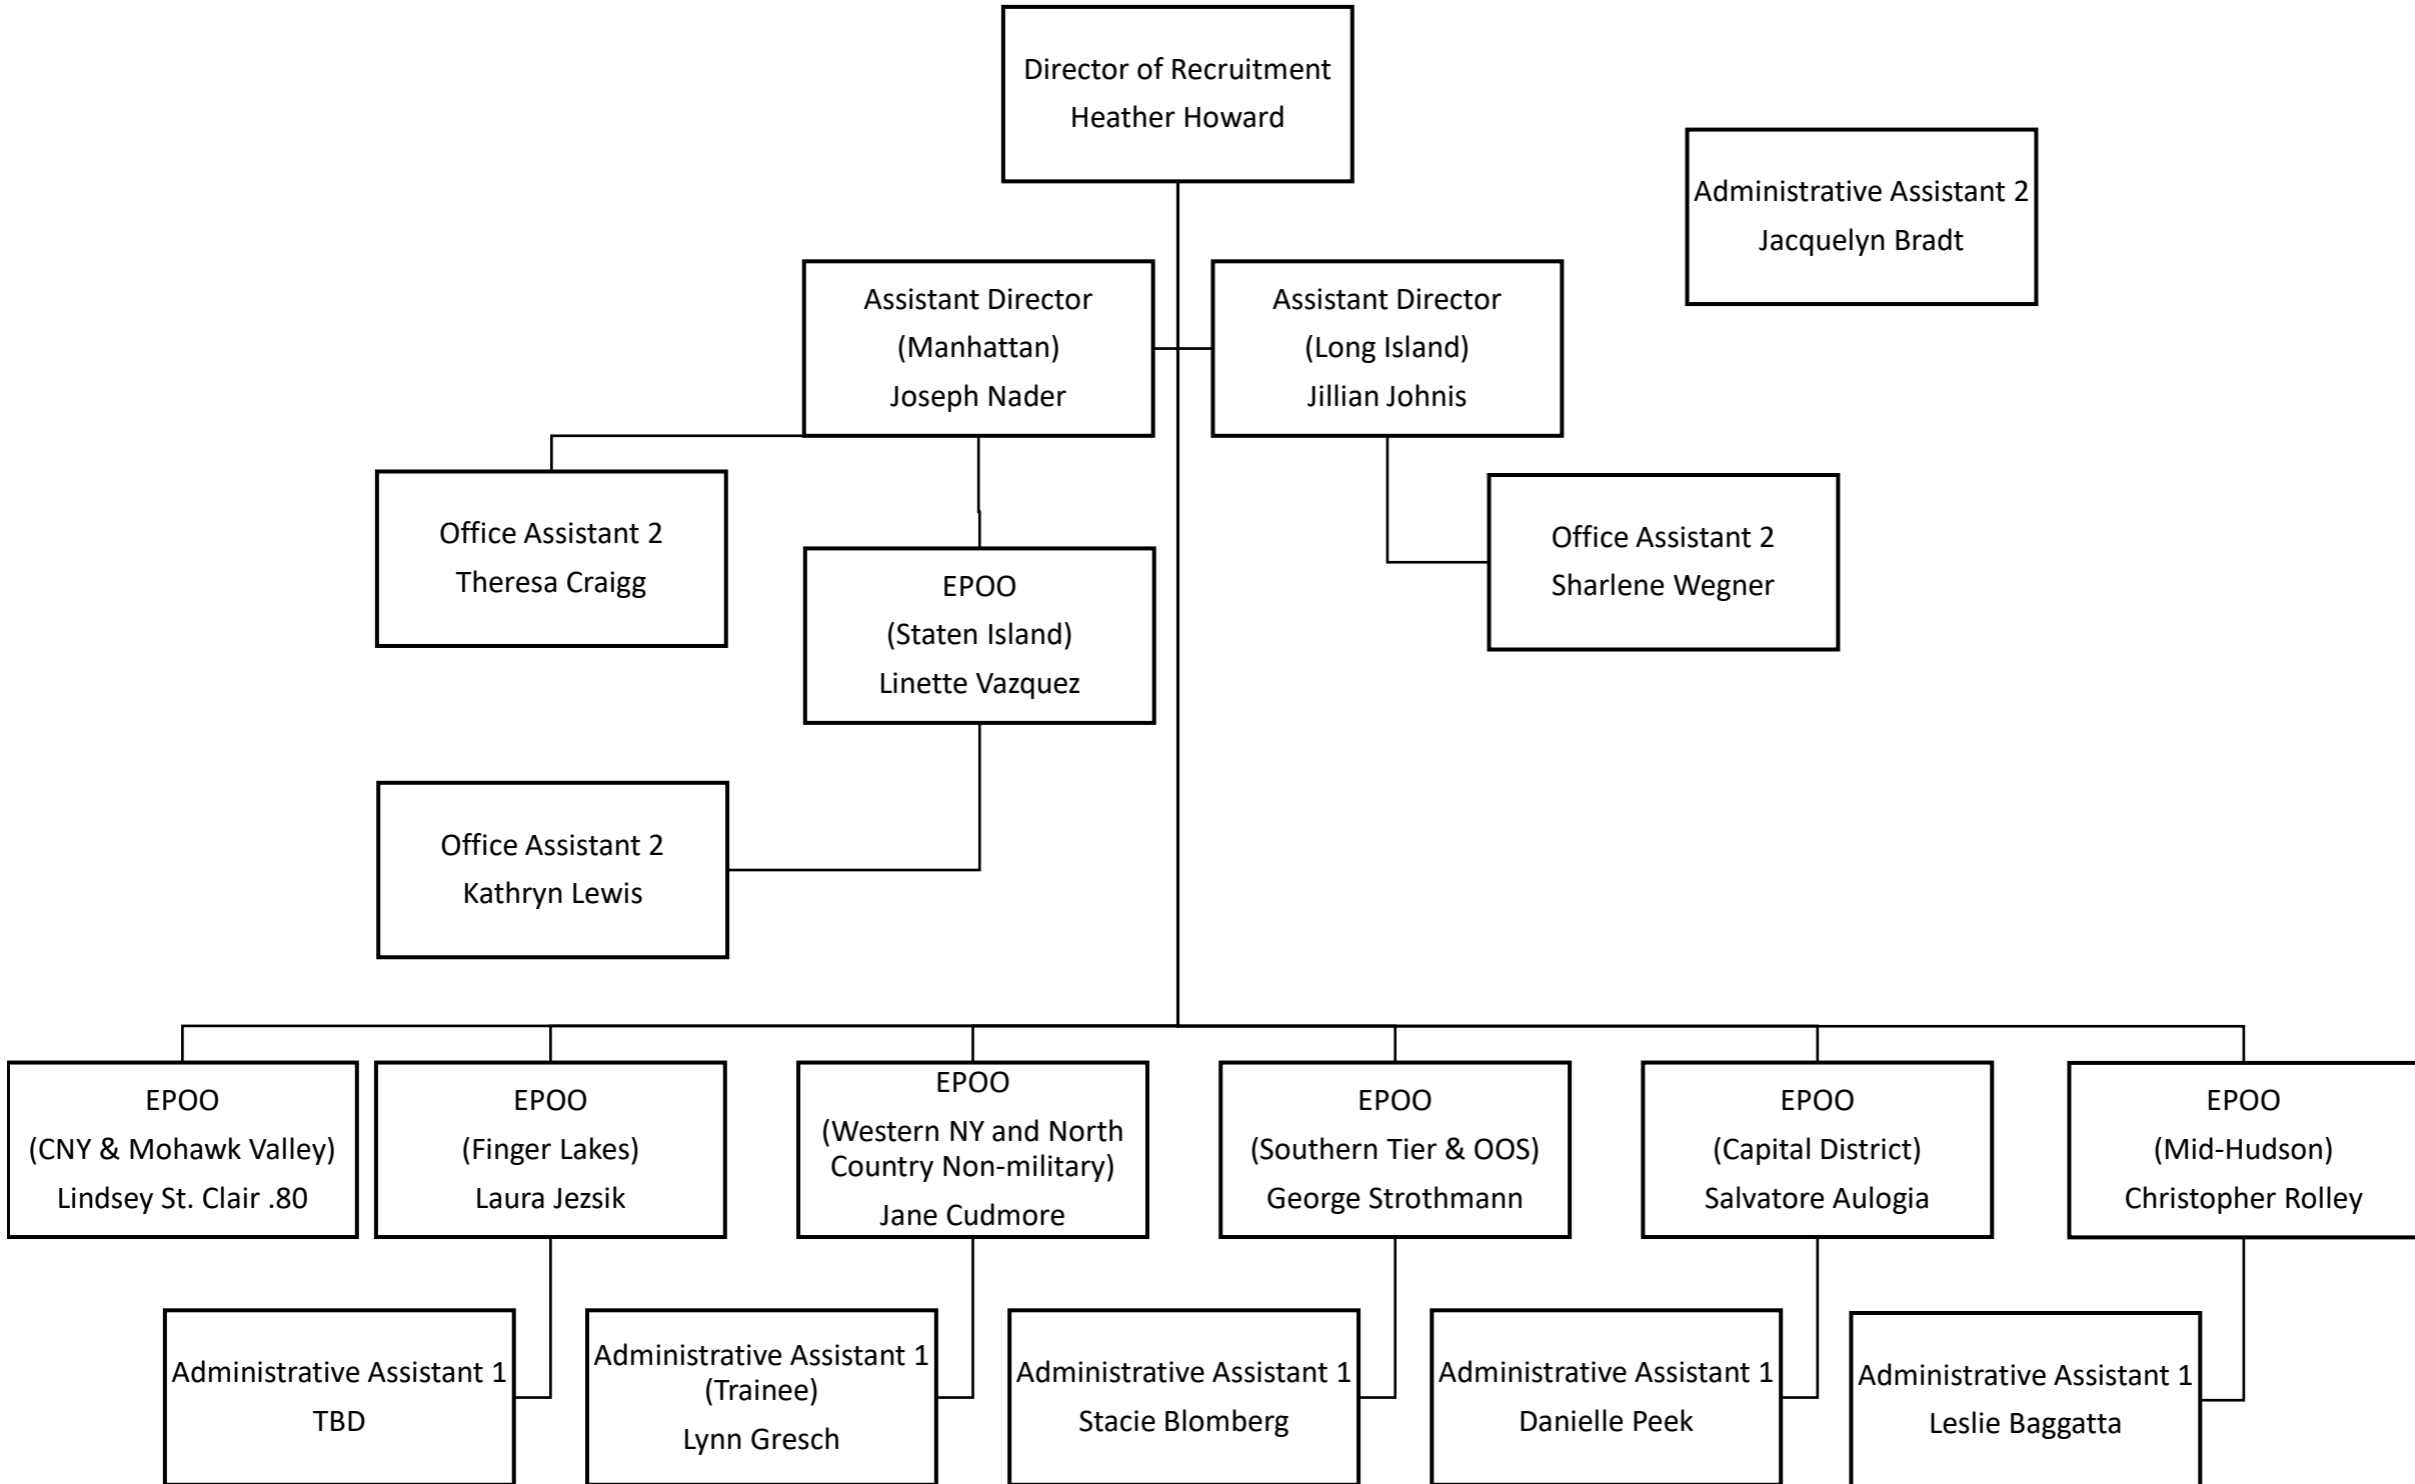 Director of Recruitment
Heather Howard
Administrative Assistant 2
Jacquelyn Bradt
Assistant Director
(Manhattan)
Joseph Nader
Assistant Director
(Long Island)
Jillian Johnis
Office Assistant 2
Theresa Craigg
Office Assistant 2
Sharlene Wegner
EPOO
(Staten Island)
Linette Vazquez
Office Assistant 2
Kathryn Lewis
EPOO
(CNY & Mohawk Valley)
Lindsey St. Clair .80
EPOO
(Finger Lakes)
Laura Jezsik
EPOO
(Western NY and North
Country Non-military)
Jane Cudmore
EPOO
(Southern Tier & OOS)
George Strothmann
EPOO
(Capital District)
Salvatore Aulogia
EPOO
(Mid-Hudson)
Christopher Rolley
Administrative Assistant 1
TBD
Administrative Assistant 1
(Trainee)
Lynn Gresch
Administrative Assistant 1
Stacie Blomberg
Administrative Assistant 1
Danielle Peek
Administrative Assistant 1
Leslie Baggatta